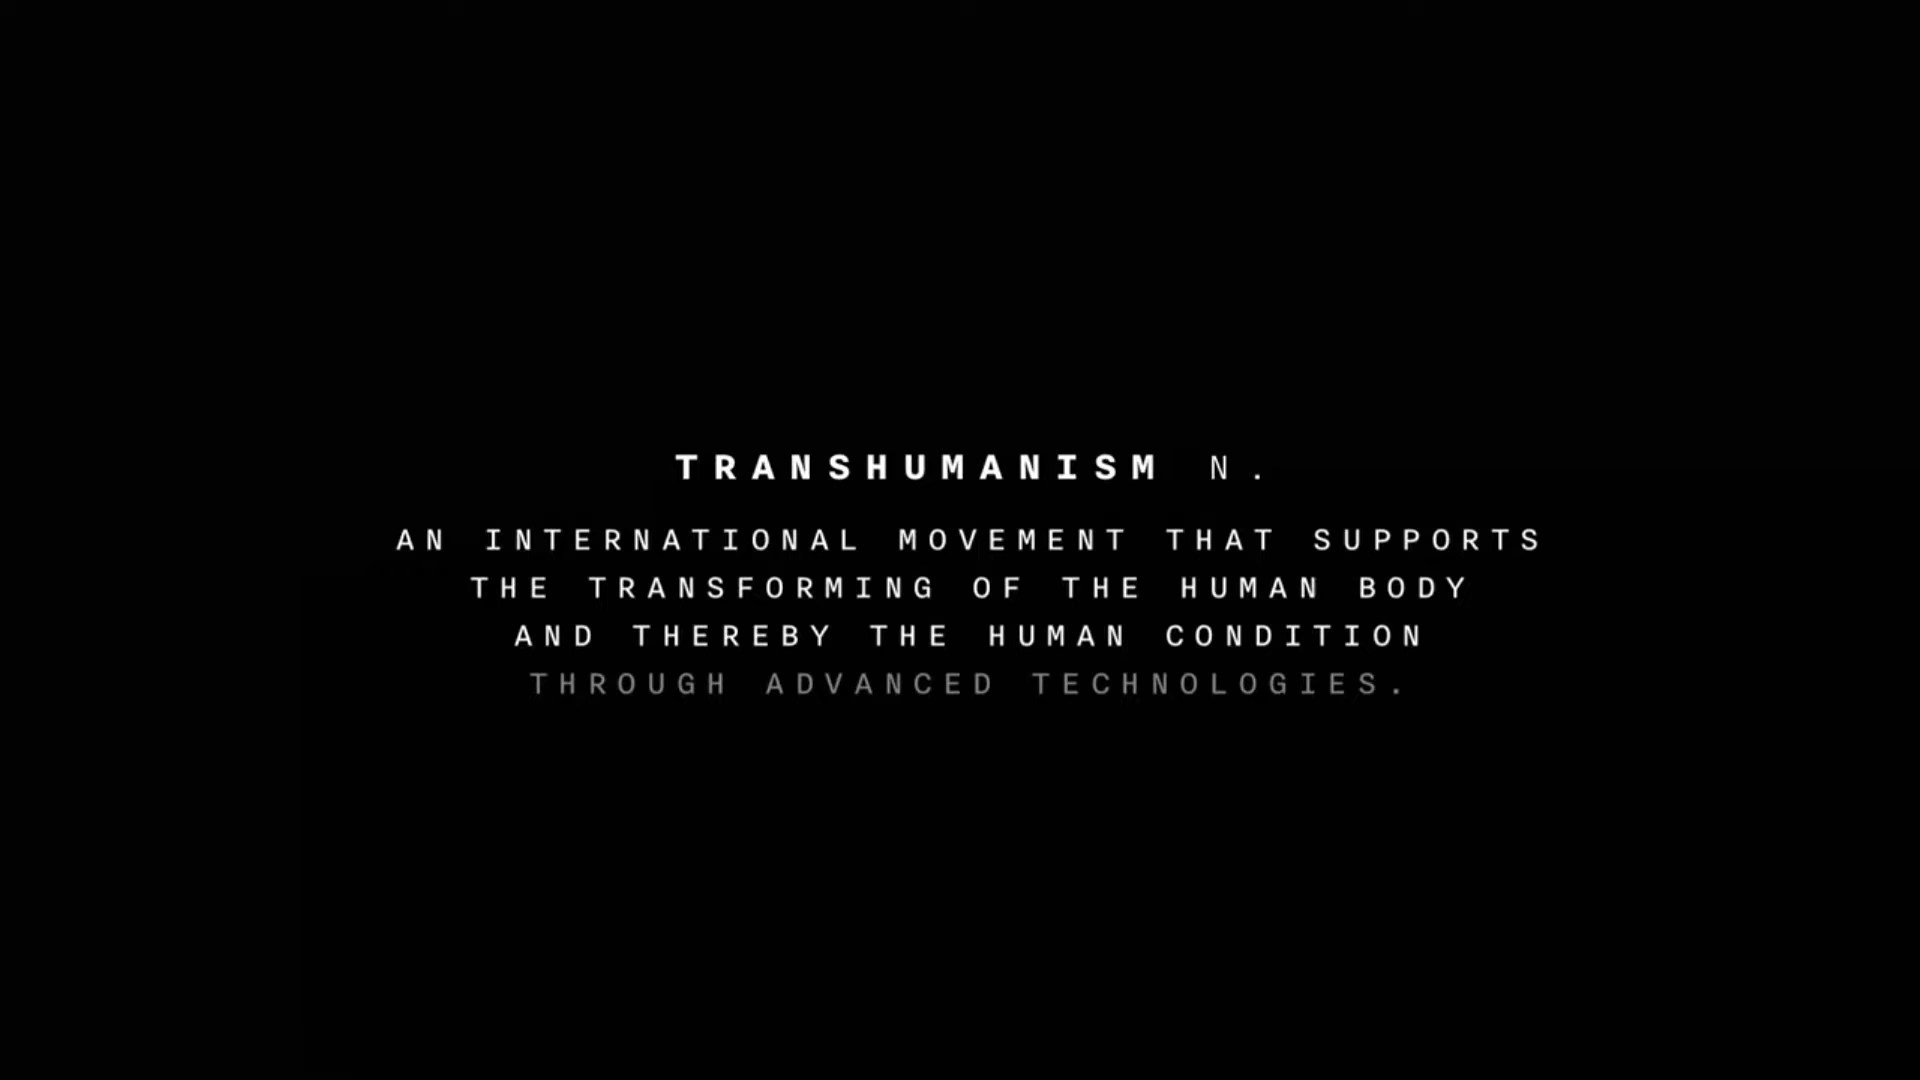 TRANSHUMANISM N.
AN INTERNATIONAL MOVEMENT THAT SUPPORTS
THE TRANSFORMING OF THE HUMAN BODY
AND THEREBY THE HUMAN CONDITION
THROUGH ADVANCED TECHNOLOGIES.